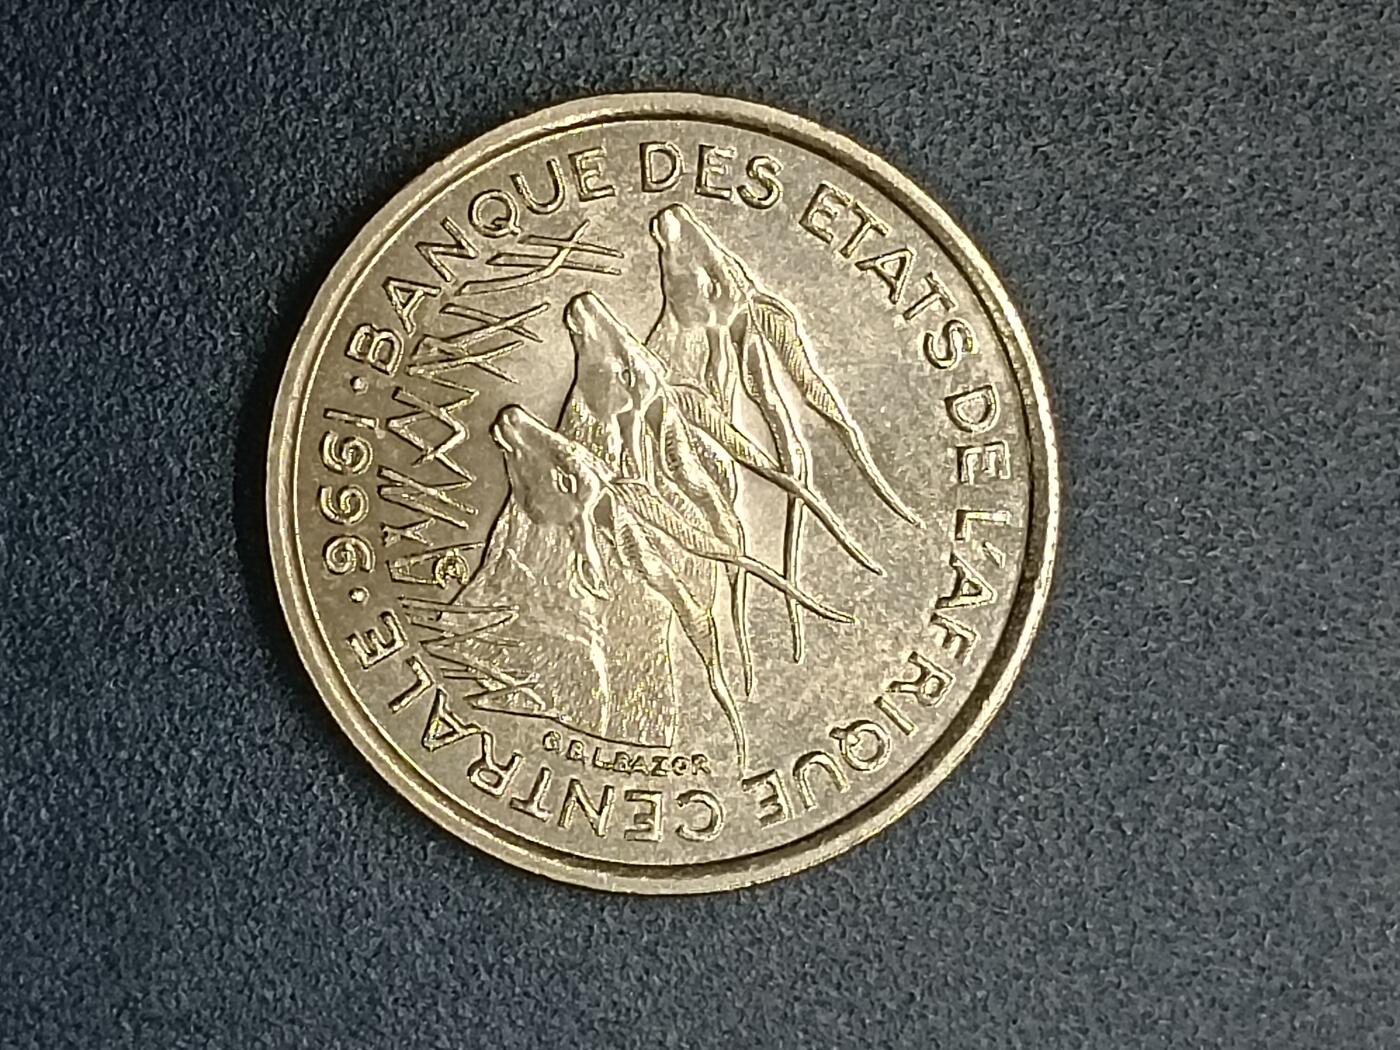 BANQUE DES ETATS DE L'AFRIQUE CENTRALE
· 1996 ·
G.B.L.BAZOR